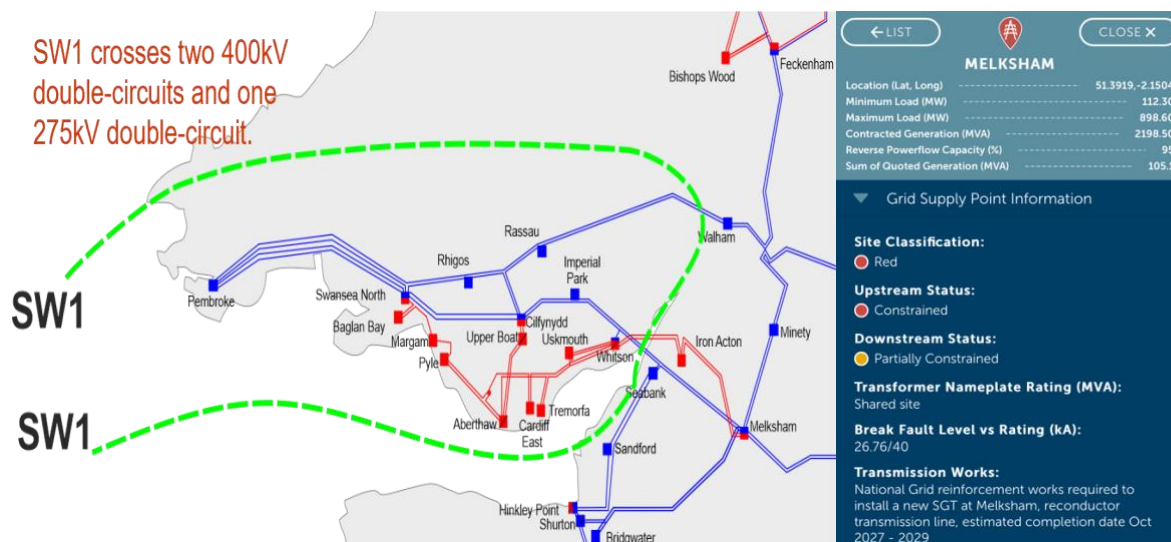 SW1 crosses two 400kV
double-circuits and one
275kV double-circuit.
Bishops Wood
Feckenham
SW1
Pembroke
Swansea North
Rhigos
Rassau
Imperial
Park
Walham
Baglan Bay
Cilfynydd
Margam
Upper Boat
Uskmouth
Whitson
Iron Acton
Minety
Pyle
Seabank
SW1
Aberthaw
Cardiff
East
Tremorfa
Melksham
Sandford
Hinkley Point
Shurton
Bridgwater
LIST
CLOSE X
MELKSHAM
Location (Lat, Long) 51.3919,-2.1504
Minimum Load (MW) 112.30
Maximum Load (MW) 898.60
Contracted Generation (MVA) 2198.50
Reverse Powerflow Capacity (%) 95
Sum of Quoted Generation (MVA) 105.
Grid Supply Point Information
Site Classification:
Red
Upstream Status:
Constrained
Downstream Status:
Partially Constrained
Transformer Nameplate Rating (MVA):
Shared site
Break Fault Level vs Rating (kA):
26.76/40
Transmission Works:
National Grid reinforcement works required to
install a new SGT at Melksham, reconductor
transmission line, estimated completion date Oct
2027 - 2029